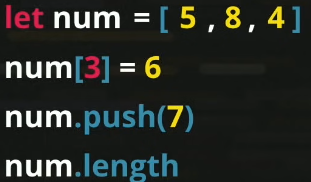 let num = [ 5 , 8 , 4 ]
num[3] = 6
num.push(7)
num.length